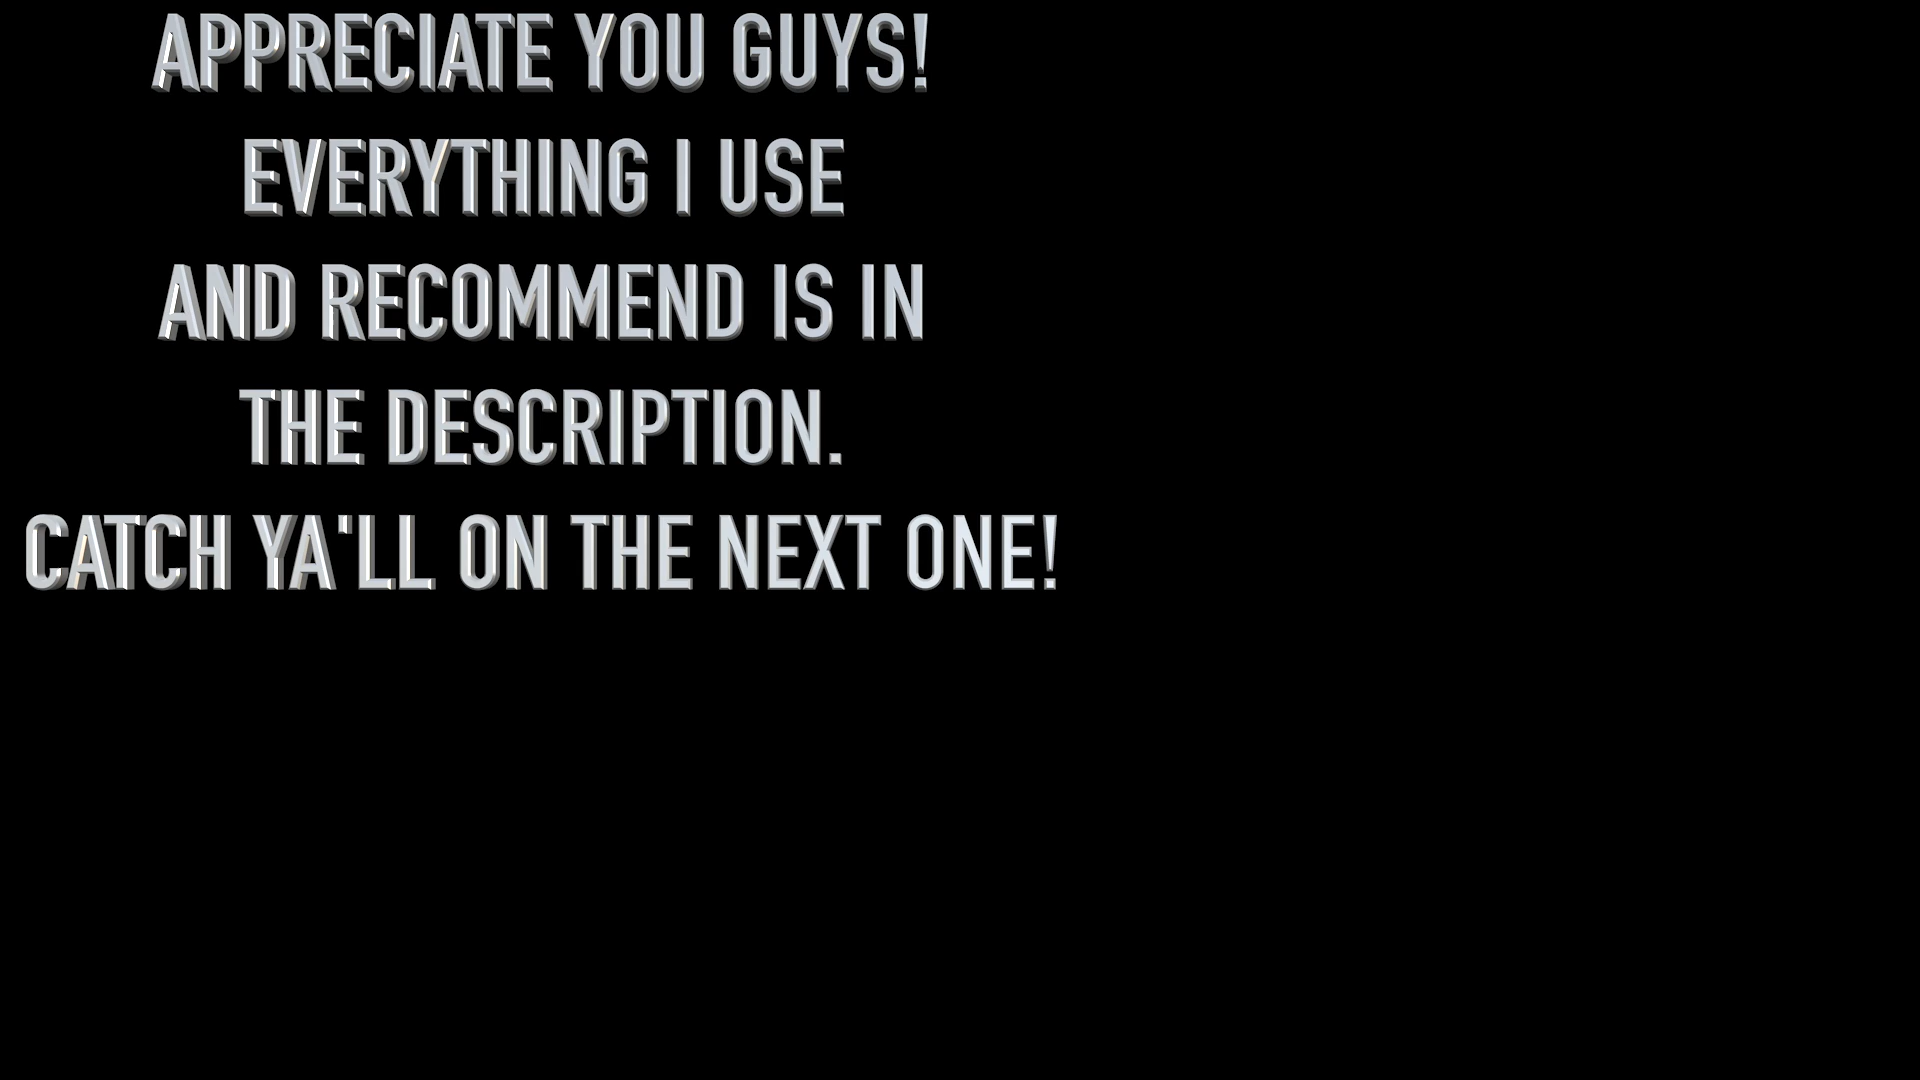 APPRECIATE YOU GUYS!
EVERYTHING I USE
AND RECOMMEND IS IN
THE DESCRIPTION.
CATCH YA'LL ON THE NEXT ONE!